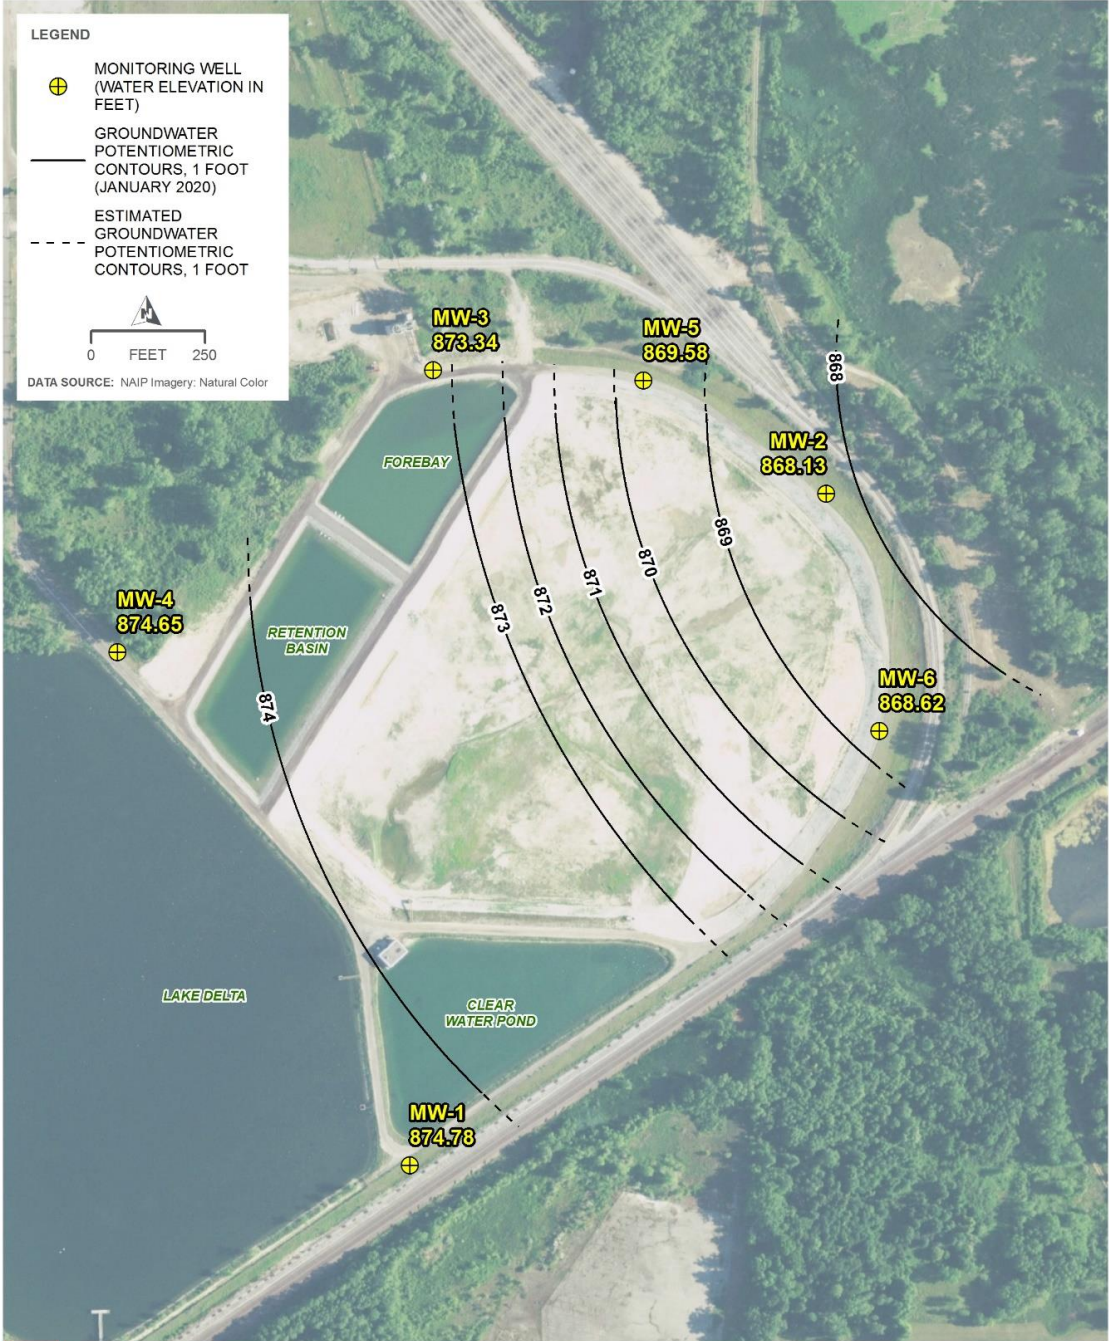 LEGEND
MONITORING WELL
(WATER ELEVATION IN
FEET)
GROUNDWATER
POTENTIOMETRIC
CONTOURS, 1 FOOT
(JANUARY 2020)
ESTIMATED
GROUNDWATER
POTENTIOMETRIC
CONTOURS, 1 FOOT
N
0 FEET 250
DATA SOURCE: NAIP Imagery: Natural Color
MW-3
873.34
MW-5
869.58
868
MW-2
868.13
FOREBAY
869
870
871
872
873
MW-4
874.65
RETENTION
BASIN
874
MW-6
868.62
LAKE DELTA
CLEAR
WATER POND
MW-1
874.78